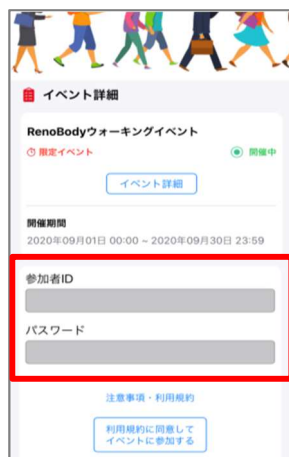 イベント詳細
RenoBodyウォーキングイベント
限定イベント
開催中
イベント詳細
開催期間
2020年09月01日 00:00 ~ 2020年09月30日 23:59
参加者ID
パスワード
注意事項・利用規約
利用規約に同意して
イベントに参加する